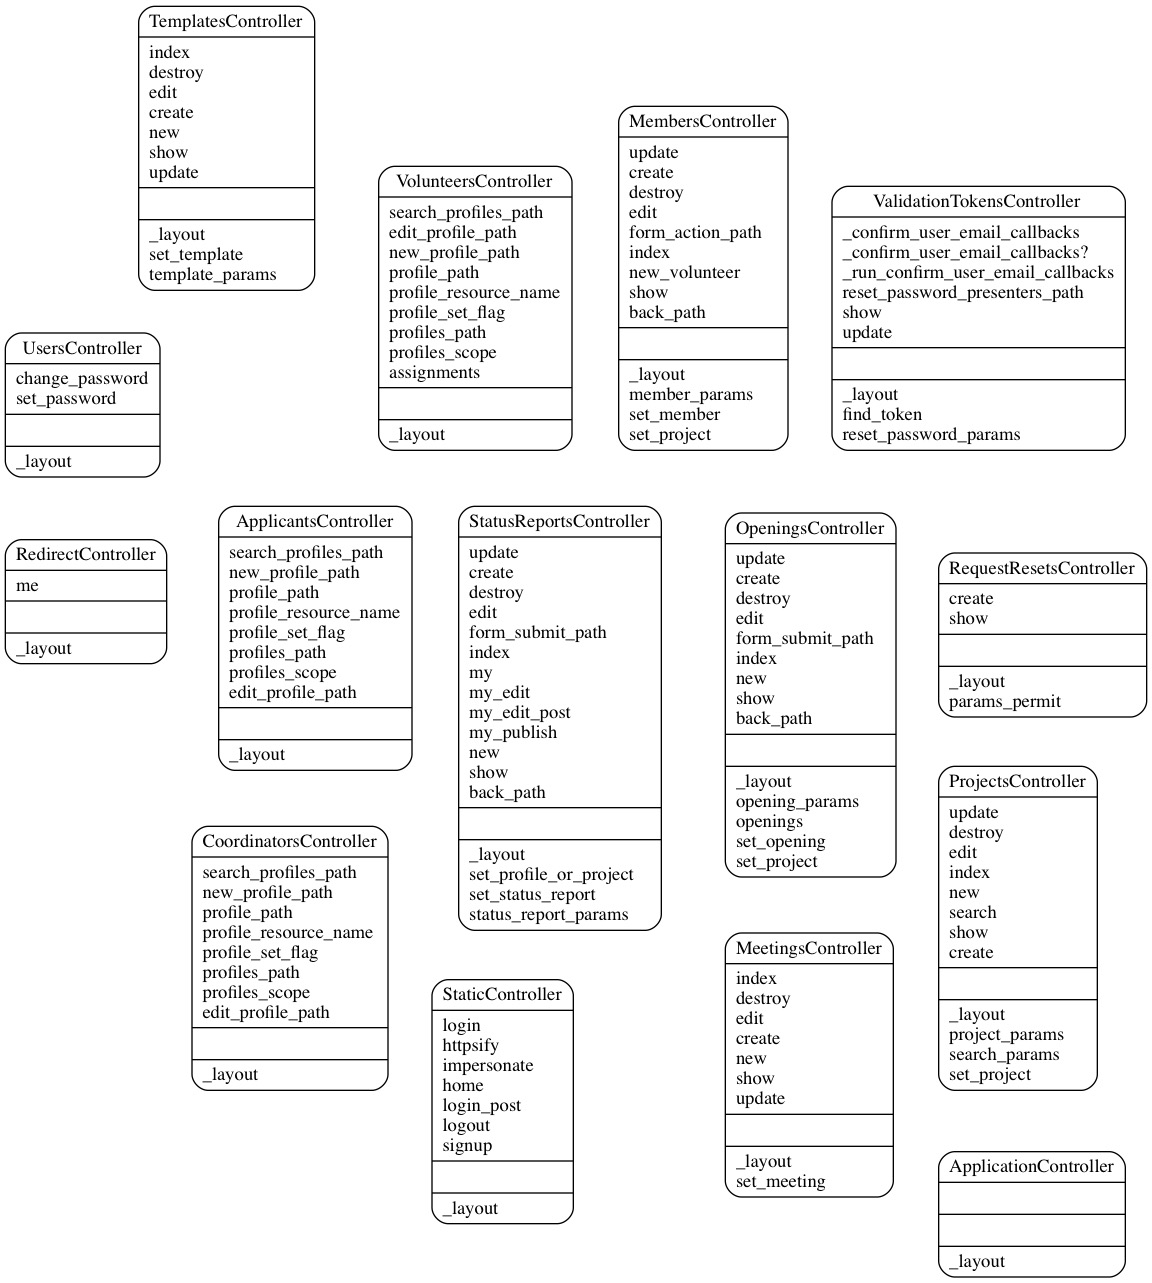 TemplatesController
index
destroy
edit
create
new
show
update
_layout
set_template
template_params
MembersController
update
create
destroy
edit
form_action_path
index
new_volunteer
show
back_path
_layout
member_params
set_member
set_project
VolunteersController
search_profiles_path
edit_profile_path
new_profile_path
profile_path
profile_resource_name
profile_set_flag
profiles_path
profiles_scope
assignments
_layout
ValidationTokensController
_confirm_user_email_callbacks
_confirm_user_email_callbacks?
_run_confirm_user_email_callbacks
reset_password_presenters_path
show
update
_layout
find_token
reset_password_params
UsersController
change_password
set_password
_layout
RedirectController
me
_layout
ApplicantsController
search_profiles_path
new_profile_path
profile_path
profile_resource_name
profile_set_flag
profiles_path
profiles_scope
edit_profile_path
_layout
StatusReportsController
update
create
destroy
edit
form_submit_path
index
my
my_edit
my_edit_post
my_publish
new
show
back_path
_layout
set_profile_or_project
set_status_report
status_report_params
OpeningsController
update
create
destroy
edit
form_submit_path
index
new
show
back_path
_layout
opening_params
openings
set_opening
set_project
RequestResetsController
create
show
_layout
params_permit
ProjectsController
update
destroy
edit
index
new
search
show
create
_layout
project_params
search_params
set_project
CoordinatorsController
search_profiles_path
new_profile_path
profile_path
profile_resource_name
profile_set_flag
profiles_path
profiles_scope
edit_profile_path
_layout
StaticController
login
httpsify
impersonate
home
login_post
logout
signup
_layout
MeetingsController
index
destroy
edit
create
new
show
update
_layout
set_meeting
ApplicationController
_layout